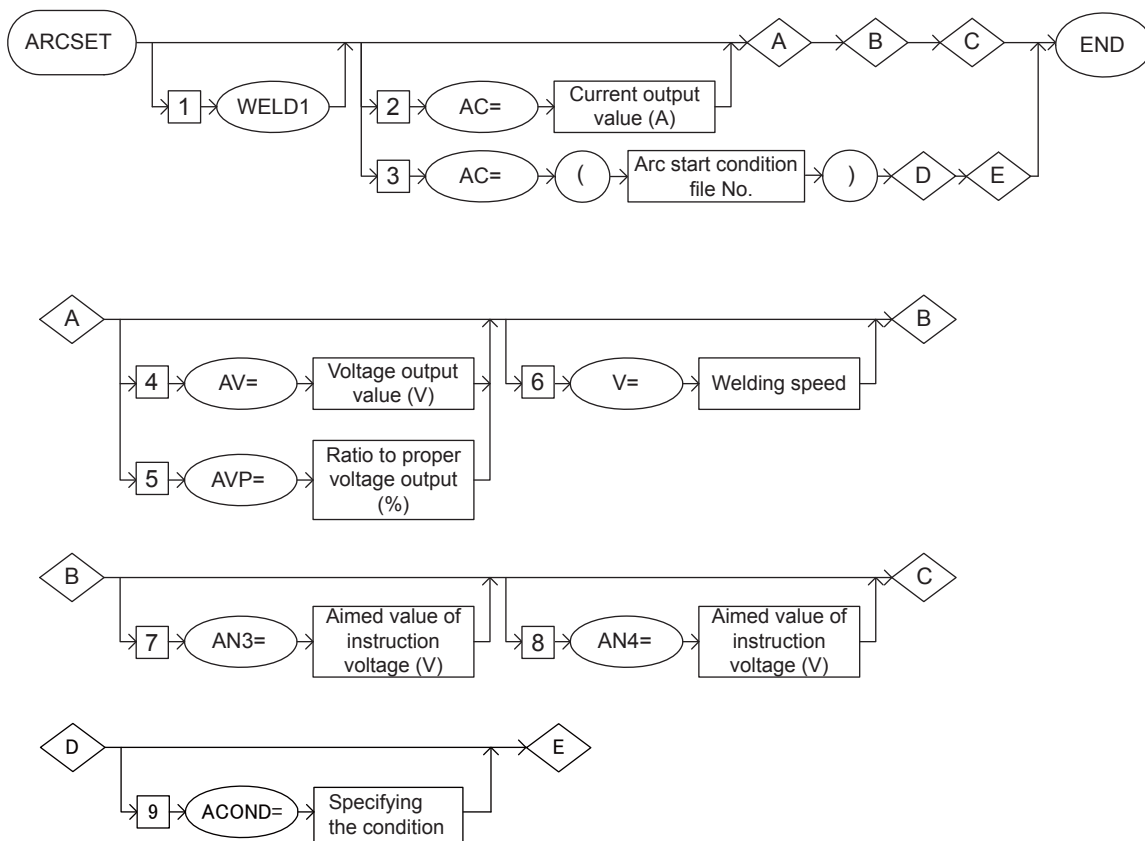 ARCSET
A
B
C
END
1
WELD1
2
AC=
Current output
value (A)
3
AC=
(
Arc start condition
file No.
)
D
E
A
B
4
AV=
Voltage output
value (V)
6
V=
Welding speed
5
AVP=
Ratio to proper
voltage output
(%)
B
C
7
AN3=
Aimed value of
instruction
voltage (V)
8
AN4=
Aimed value of
instruction
voltage (V)
D
E
9
ACOND=
Specifying
the condition